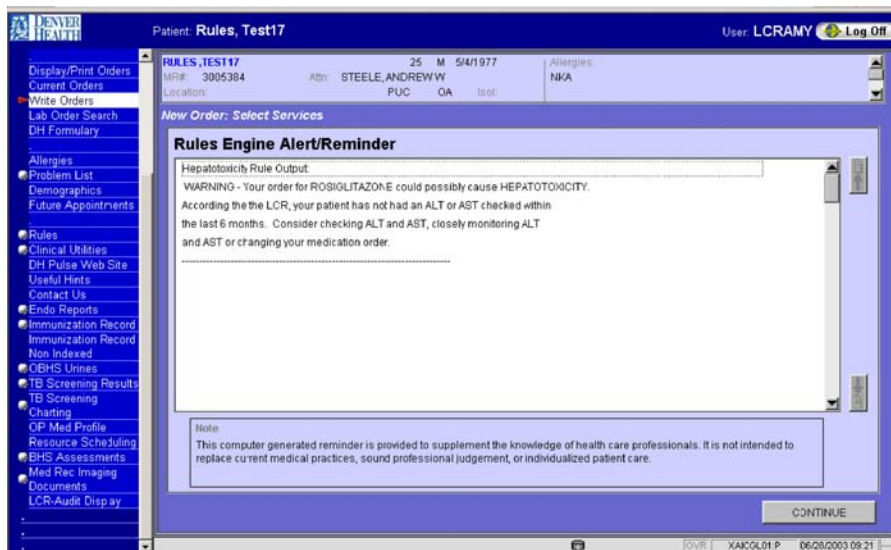 DENVER
HEALTH
Patient: Rules, Test17
User: LCRAMY
Log Off
Display/Print Orders
Current Orders
Write Orders
Lab Order Search
DH Formulary
Allergies
Problem List
Demographics
Future Appointments
Rules
Clinical Utilities
DH Pulse Web Site
Useful Hints
Contact Us
Endo Reports
Immunization Record
Immunization Record
Non Indexed
OBHS Urines
TB Screening Results
TB Screening
Charting
OP Med Profile
Resource Scheduling
BHS Assessments
Med Rec Imaging
Documents
LCR-Audit Display
RULES ,TEST17 25 M 5/4/1977
MR#: 3005384 Attn: STEELE,ANDREW W
Location: PUC OA Isol:
Allergies:
NKA
New Order: Select Services
Rules Engine Alert/Reminder
Hepatotoxicity Rule Output:
WARNING - Your order for ROSIGLITAZONE could possibly cause HEPATOTOXICITY.
According the the LCR, your patient has not had an ALT or AST checked within
the last 6 months. Consider checking ALT and AST, closely monitoring ALT
and AST or changing your medication order.
--------------------------------------------------------------------------------
Note
This computer generated reminder is provided to supplement the knowledge of health care professionals. It is not intended to
replace current medical practices, sound professional judgement, or individualized patient care.
CONTINUE
OVR XAICGL01:P 06/26/2003 09:21